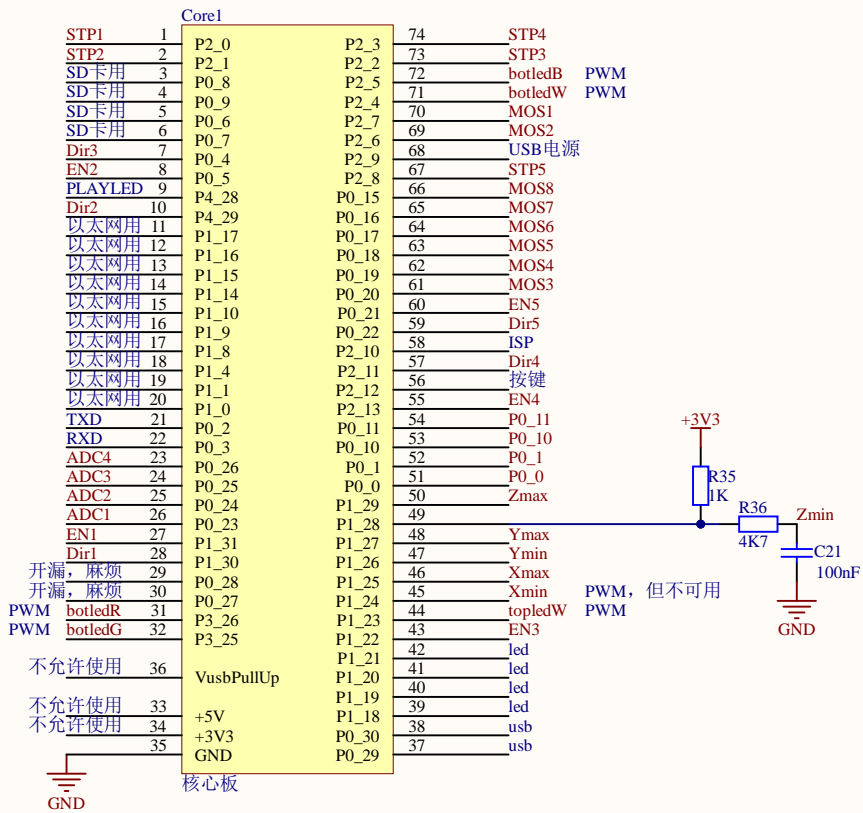 Core1
STP1 1 P2_0 P2_3 74 STP4
STP2 2 P2_1 P2_2 73 STP3
SD卡用 3 P0_8 P2_5 72 botledB PWM
SD卡用 4 P0_9 P2_4 71 botledW PWM
SD卡用 5 P0_6 P2_7 70 MOS1
SD卡用 6 P0_7 P2_6 69 MOS2
Dir3 7 P0_4 P2_9 68 USB电源
EN2 8 P0_5 P2_8 67 STP5
PLAYLED 9 P4_28 P0_15 66 MOS8
Dir2 10 P4_29 P0_16 65 MOS7
以太网用 11 P1_17 P0_17 64 MOS6
以太网用 12 P1_16 P0_18 63 MOS5
以太网用 13 P1_15 P0_19 62 MOS4
以太网用 14 P1_14 P0_20 61 MOS3
以太网用 15 P1_10 P0_21 60 EN5
以太网用 16 P1_9 P0_22 59 Dir5
以太网用 17 P1_8 P2_10 58 ISP
以太网用 18 P1_4 P2_11 57 Dir4
以太网用 19 P1_1 P2_12 56 按键
以太网用 20 P1_0 P2_13 55 EN4
TXD 21 P0_2 P0_11 54 P0_11
RXD 22 P0_3 P0_10 53 P0_10
ADC4 23 P0_26 P0_1 52 P0_1
ADC3 24 P0_25 P0_0 51 P0_0
ADC2 25 P0_24 P1_29 50 Zmax
ADC1 26 P0_23 P1_28 49
EN1 27 P1_31 P1_27 48 Ymax
Dir1 28 P1_30 P1_26 47 Ymin
开漏，麻烦 29 P0_28 P1_25 46 Xmax
开漏，麻烦 30 P0_27 P1_24 45 Xmin PWM，但不可用
PWM botledR 31 P3_26 P1_23 44 topledW PWM
PWM botledG 32 P3_25 P1_22 43 EN3
P1_21 42 led
不允许使用 36 VusbPullUp P1_20 41 led
P1_19 40 led
不允许使用 33 +5V P1_18 39 led
不允许使用 34 +3V3 P0_30 38 usb
35 GND P0_29 37 usb
核心板
GND
+3V3
R35
1K
R36
4K7
Zmin
C21
100nF
GND